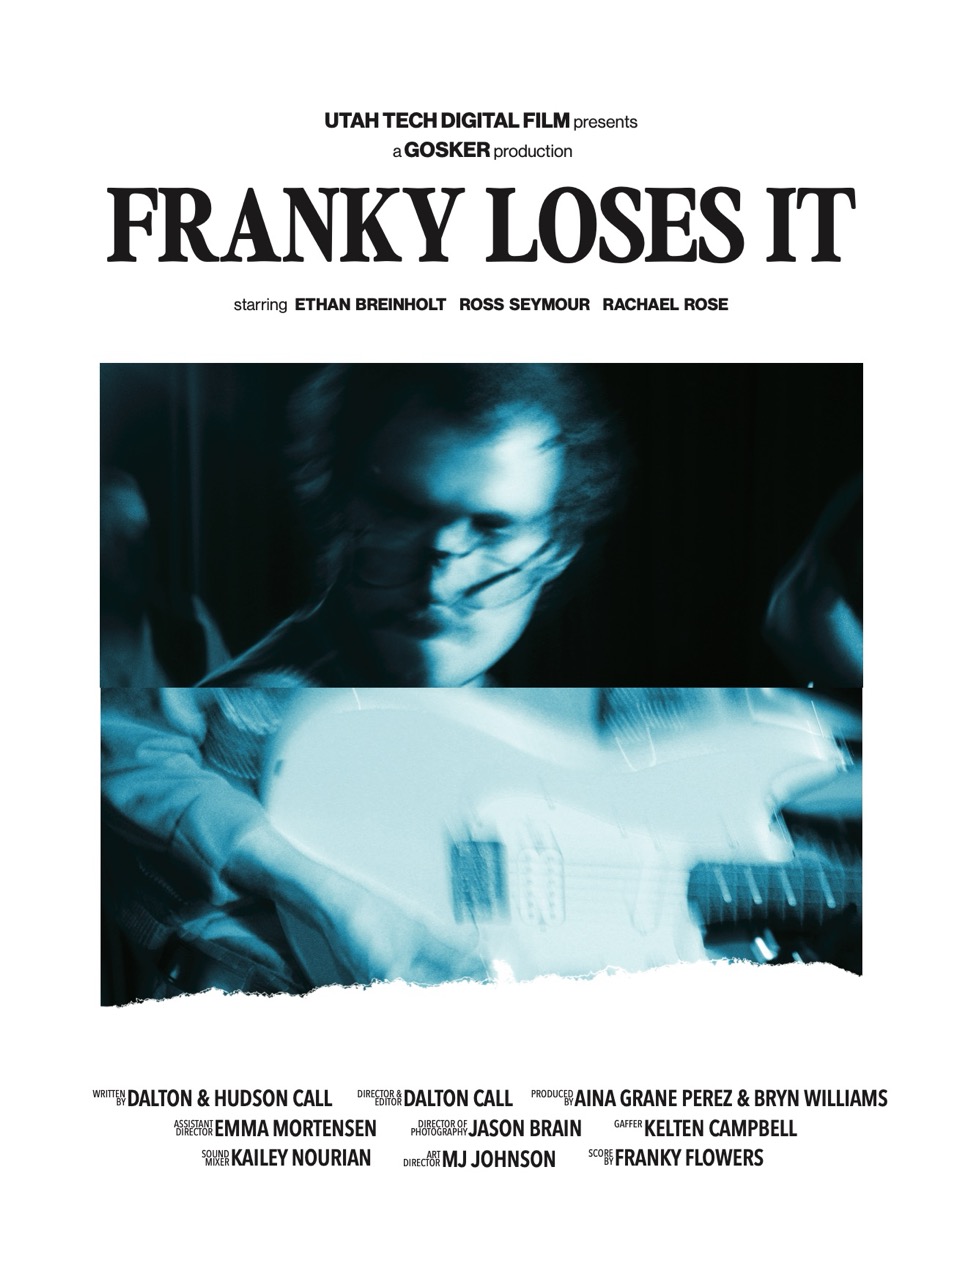 UTAH TECH DIGITAL FILM presents
a GOSKER production
FRANKY LOSES IT
starring ETHAN BREINHOLT ROSS SEYMOUR RACHAEL ROSE
WRITTEN BY DALTON & HUDSON CALL DIRECTOR & EDITOR DALTON CALL PRODUCED BY AINA GRANE PEREZ & BRYN WILLIAMS
ASSISTANT DIRECTOR EMMA MORTENSEN DIRECTOR OF PHOTOGRAPHY JASON BRAIN GAFFER KELTEN CAMPBELL
SOUND MIXER KAILEY NOURIAN ART DIRECTOR MJ JOHNSON SCORE BY FRANKY FLOWERS